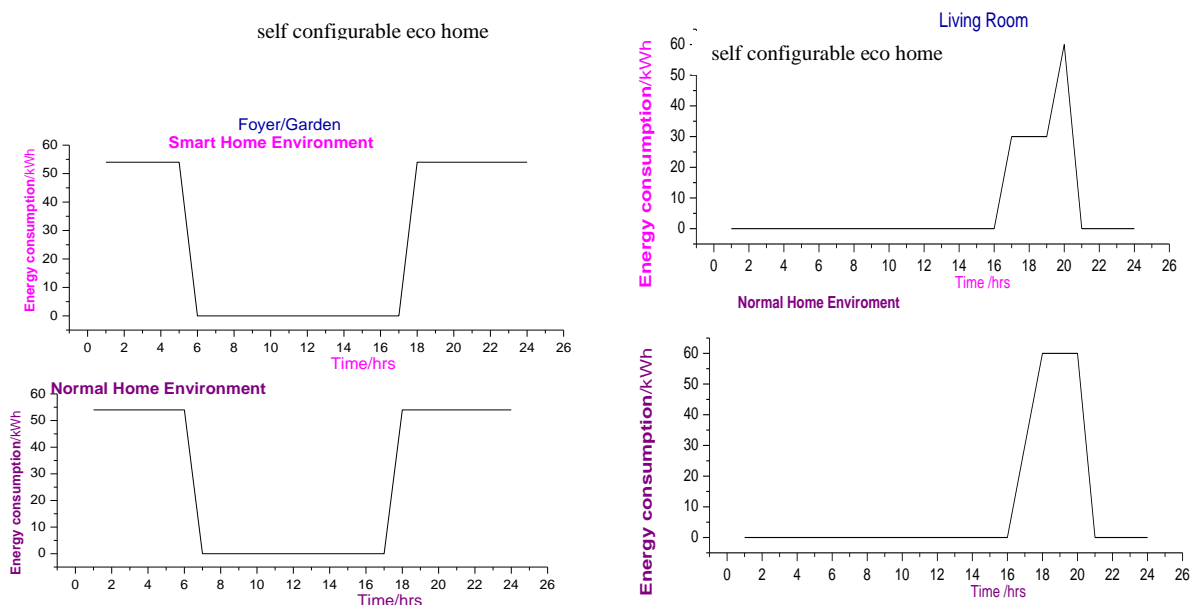 self configurable eco home
Foyer/Garden
Smart Home Environment
Energy consumption/kWh
60
50
40
30
20
10
0
0 2 4 6 8 10 12 14 16 18 20 22 24 26
Time/hrs
Normal Home Environment
Energy consumption/kWh
60
50
40
30
20
10
0
0 2 4 6 8 10 12 14 16 18 20 22 24 26
Time/hrs
Living Room
self configurable eco home
Energy consumption/kWh
60
50
40
30
20
10
0
0 2 4 6 8 10 12 14 16 18 20 22 24 26
Time /hrs
Normal Home Enviroment
Energy consumption/kWh
60
50
40
30
20
10
0
0 2 4 6 8 10 12 14 16 18 20 22 24 26
Time /hrs